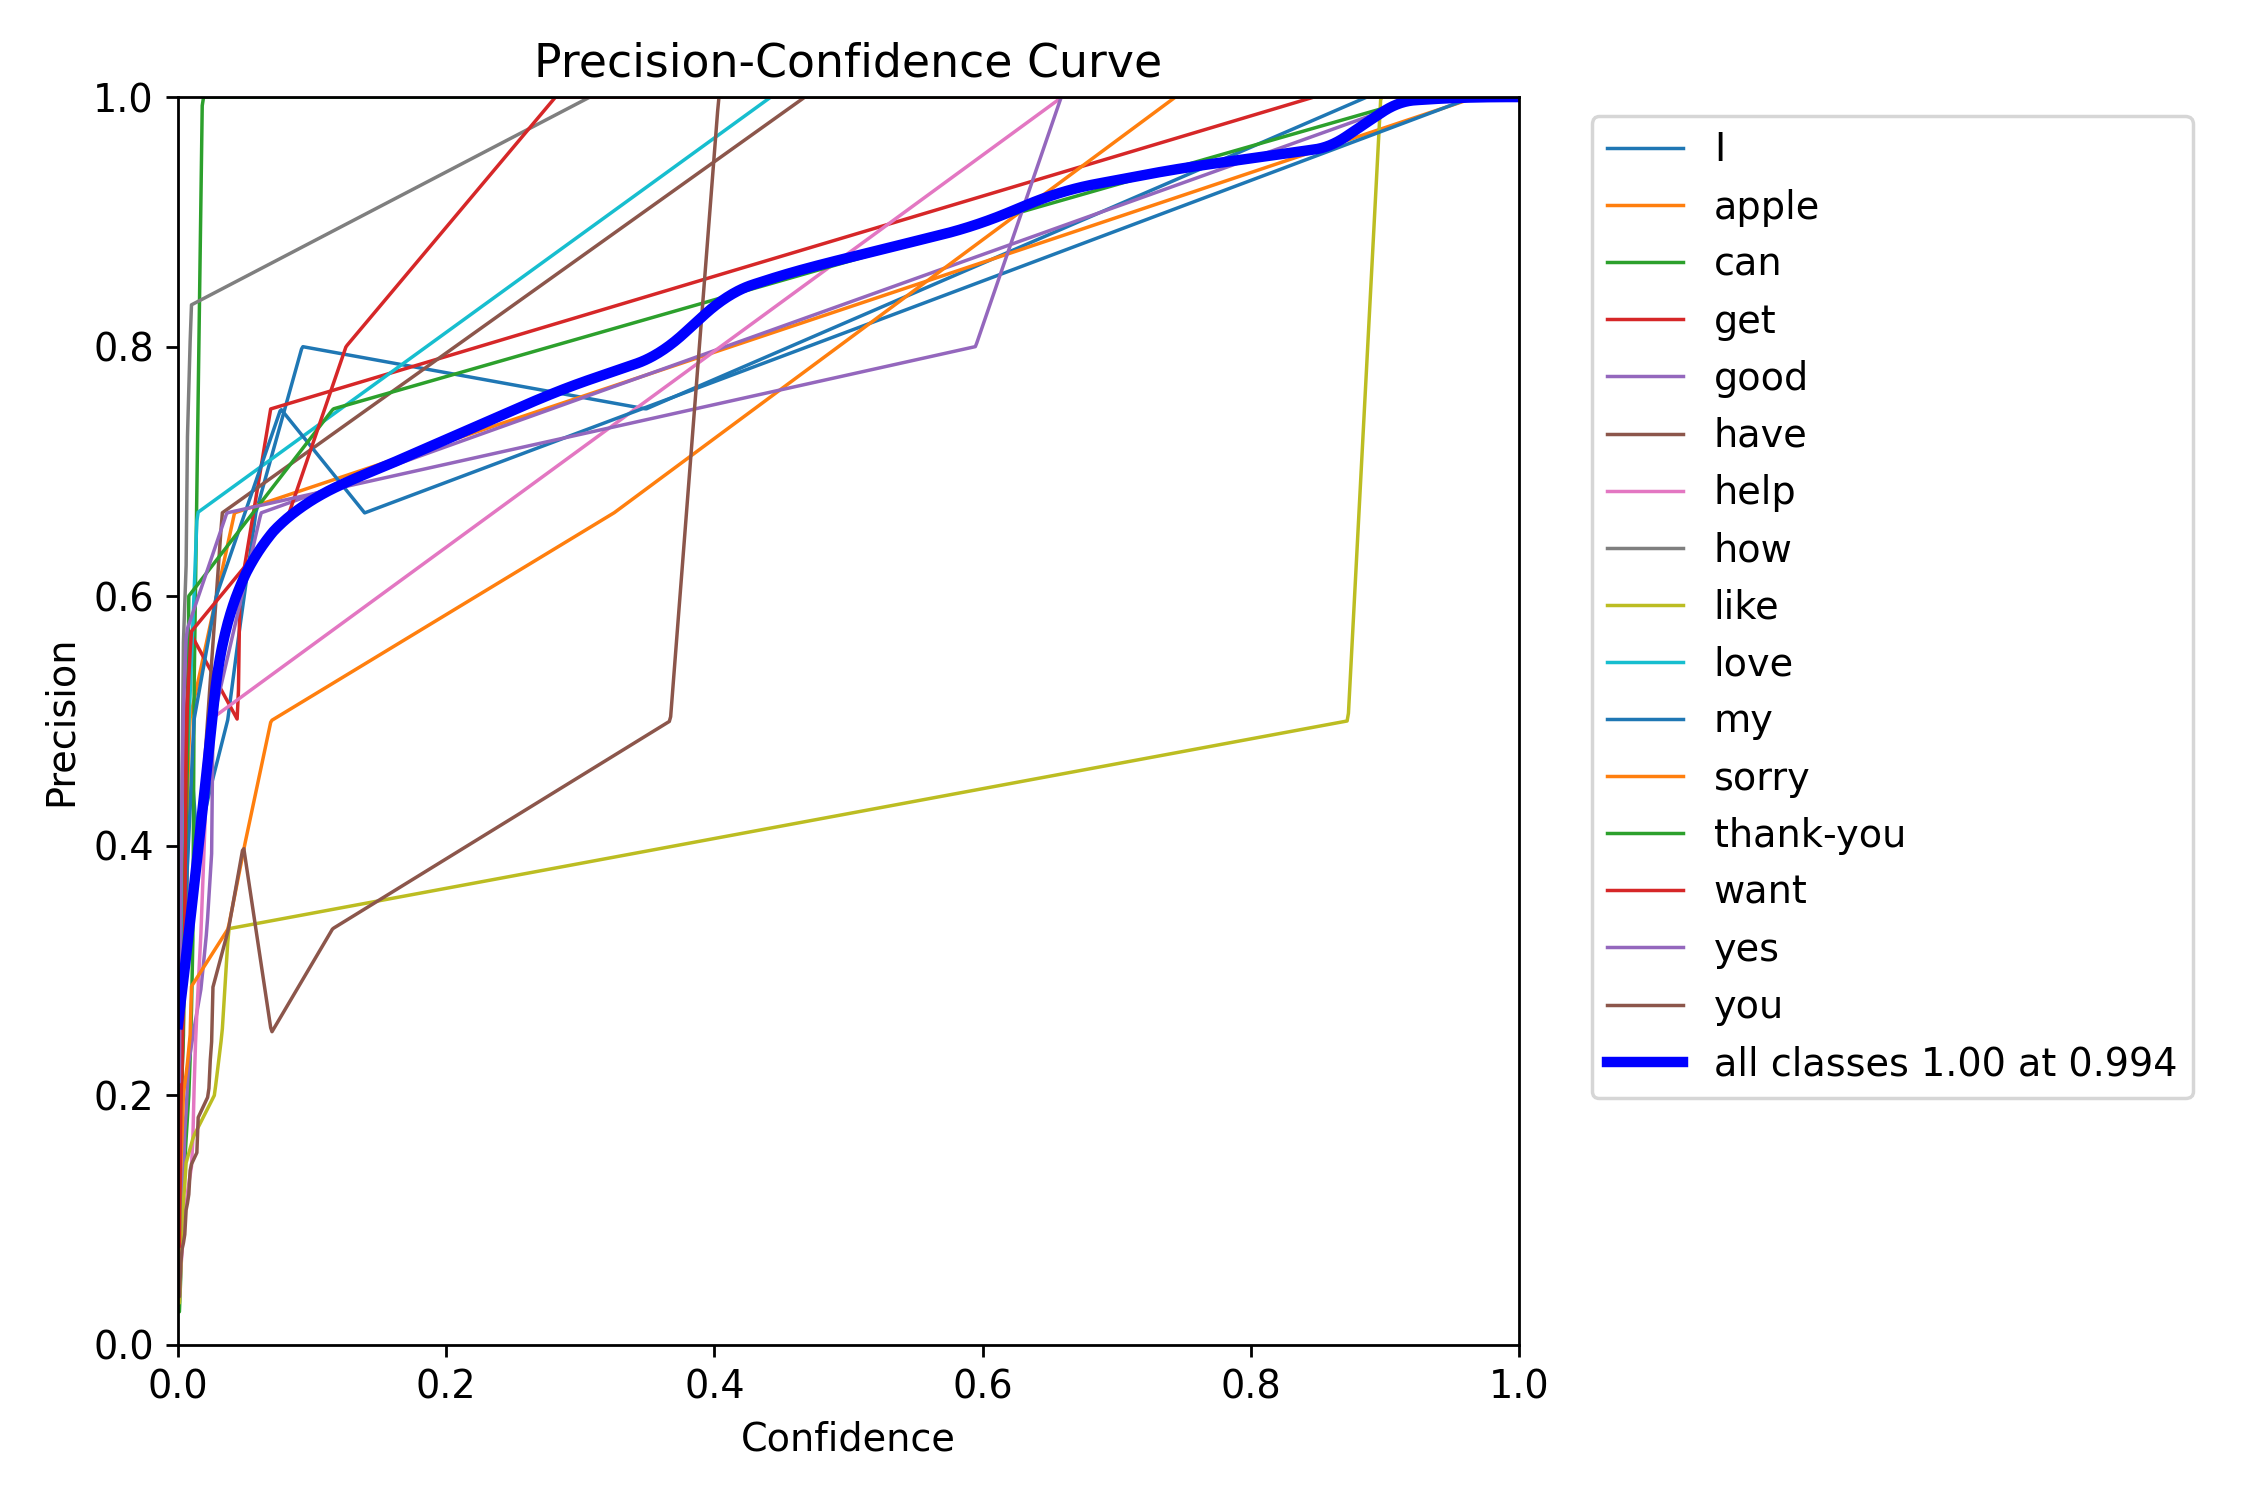 Precision-Confidence Curve
1.0
0.8
0.6
0.4
0.2
0.0
Precision
0.0 0.2 0.4 0.6 0.8 1.0
Confidence
I
apple
can
get
good
have
help
how
like
love
my
sorry
thank-you
want
yes
you
all classes 1.00 at 0.994